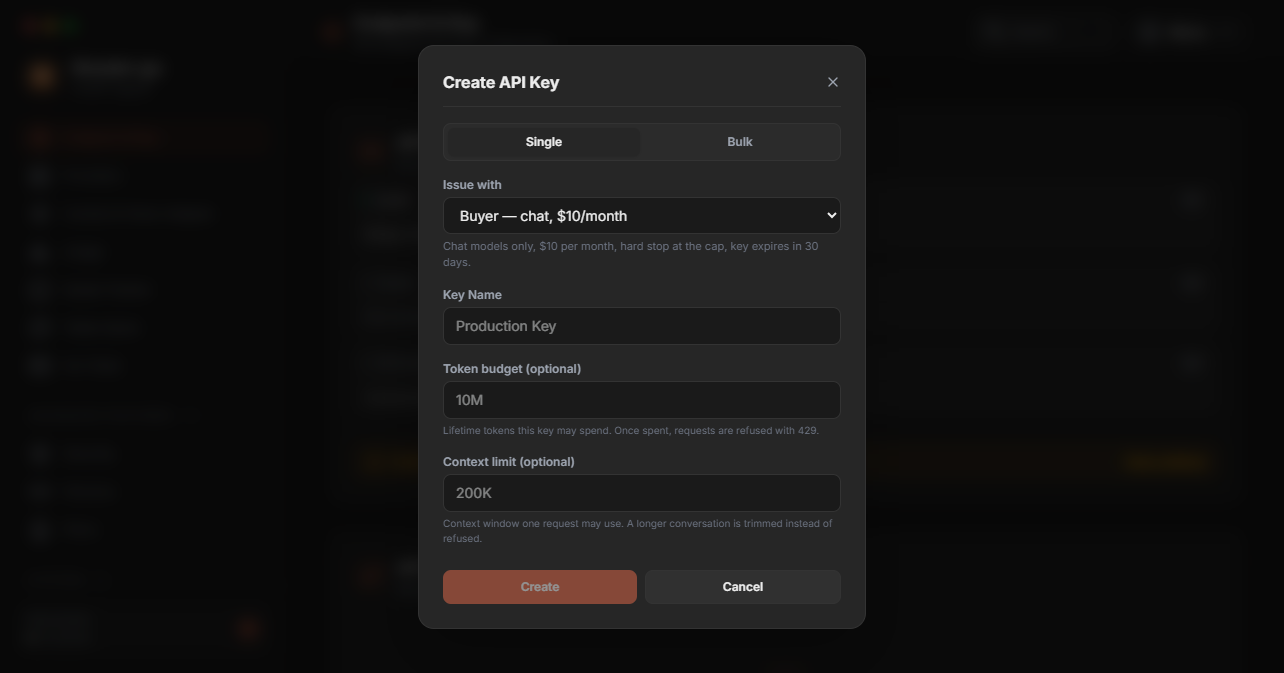 Create API Key
Single
Bulk
Issue with
Buyer — chat, $10/month
Chat models only, $10 per month, hard stop at the cap, key expires in 30
days.
Key Name
Production Key
Token budget (optional)
10M
Lifetime tokens this key may spend. Once spent, requests are refused with 429.
Context limit (optional)
200K
Context window one request may use. A longer conversation is trimmed instead of
refused.
Create
Cancel